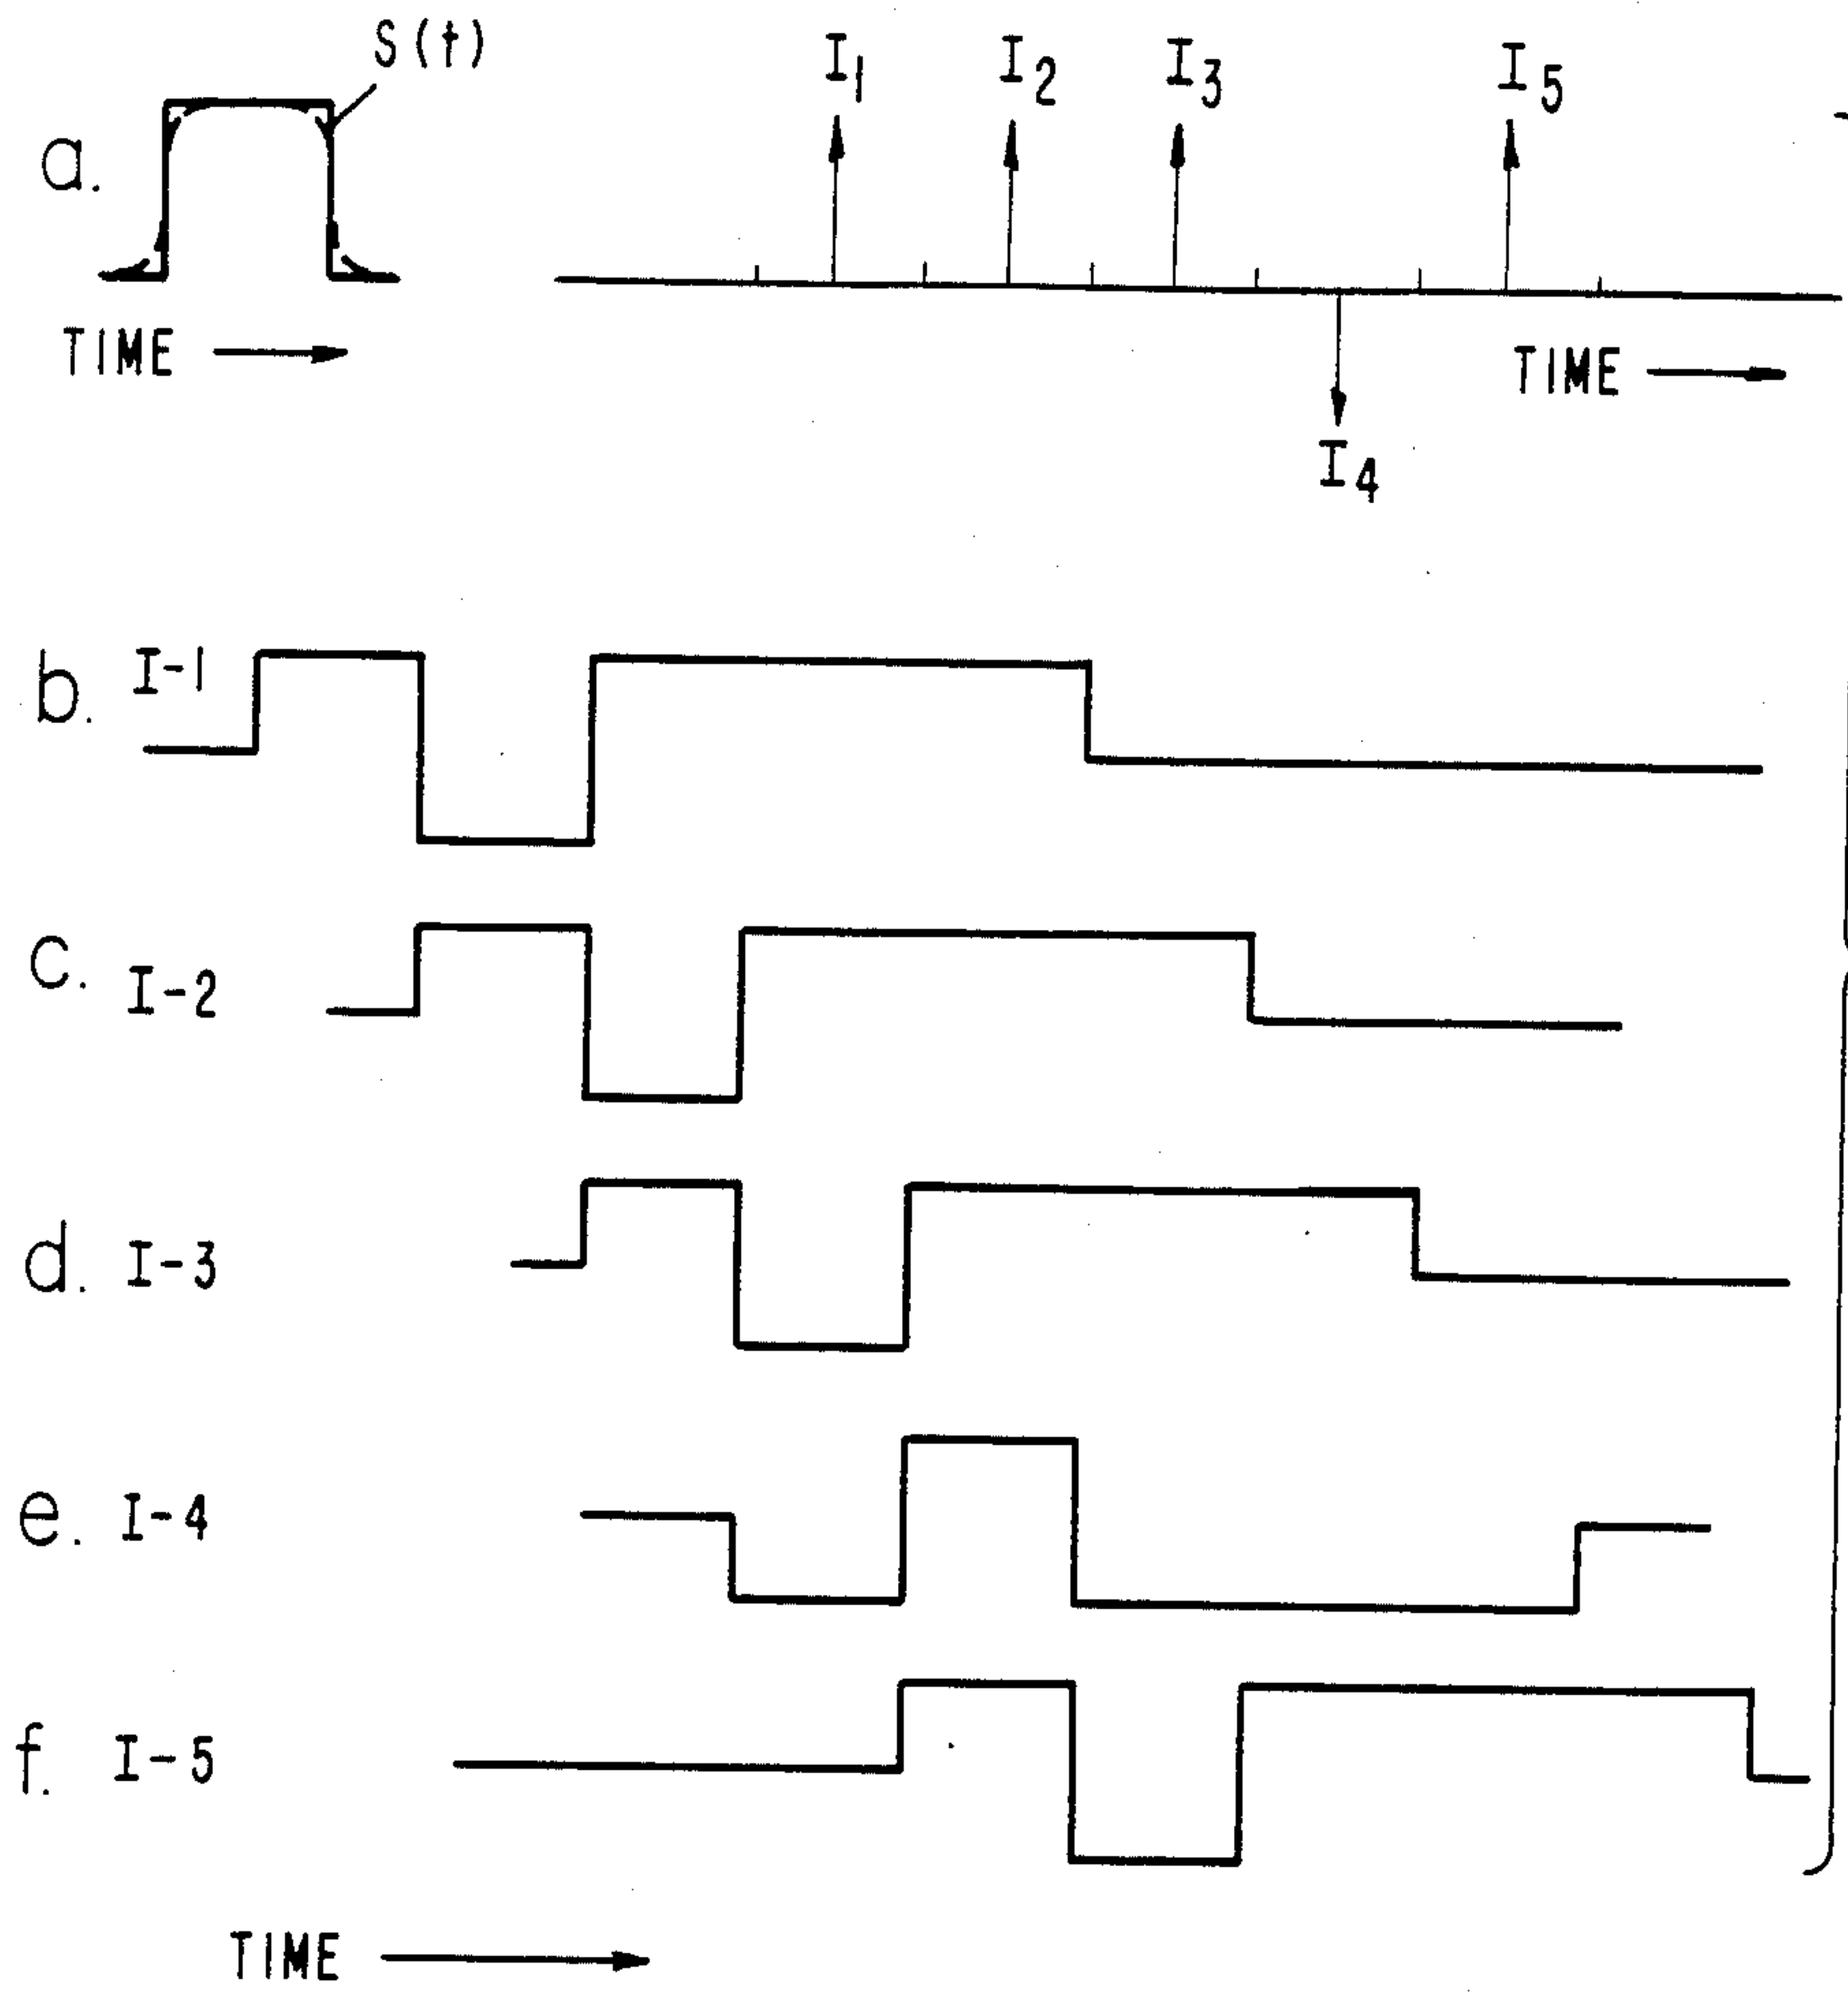 S(t)
I1 I2 I3 I5
a.
TIME
TIME
I4
b. I-1
c. I-2
d. I-3
e. I-4
f. I-5
TIME